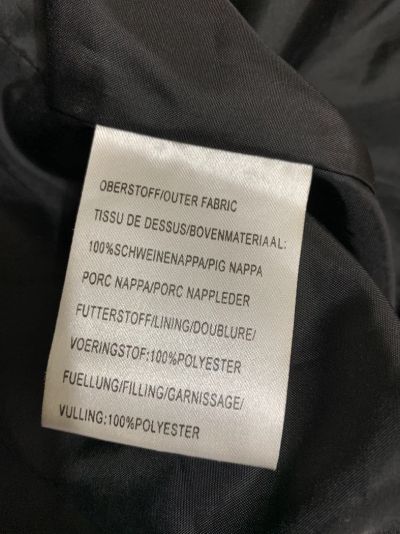 OBERSTOFF/OUTER FABRIC
TISSU DE DESSUS/BOVENMATERIAAL:
100%SCHWEINENAPPA/PIG NAPPA
PORC NAPPA/PORC NAPPLEDER
FUTTERSTOFF/LINING/DOUBLURE/
VOERINGSTOF:100%POLYESTER
FUELLUNG/FILLING/GARNISSAGE/
VULLING:100%POLYESTER